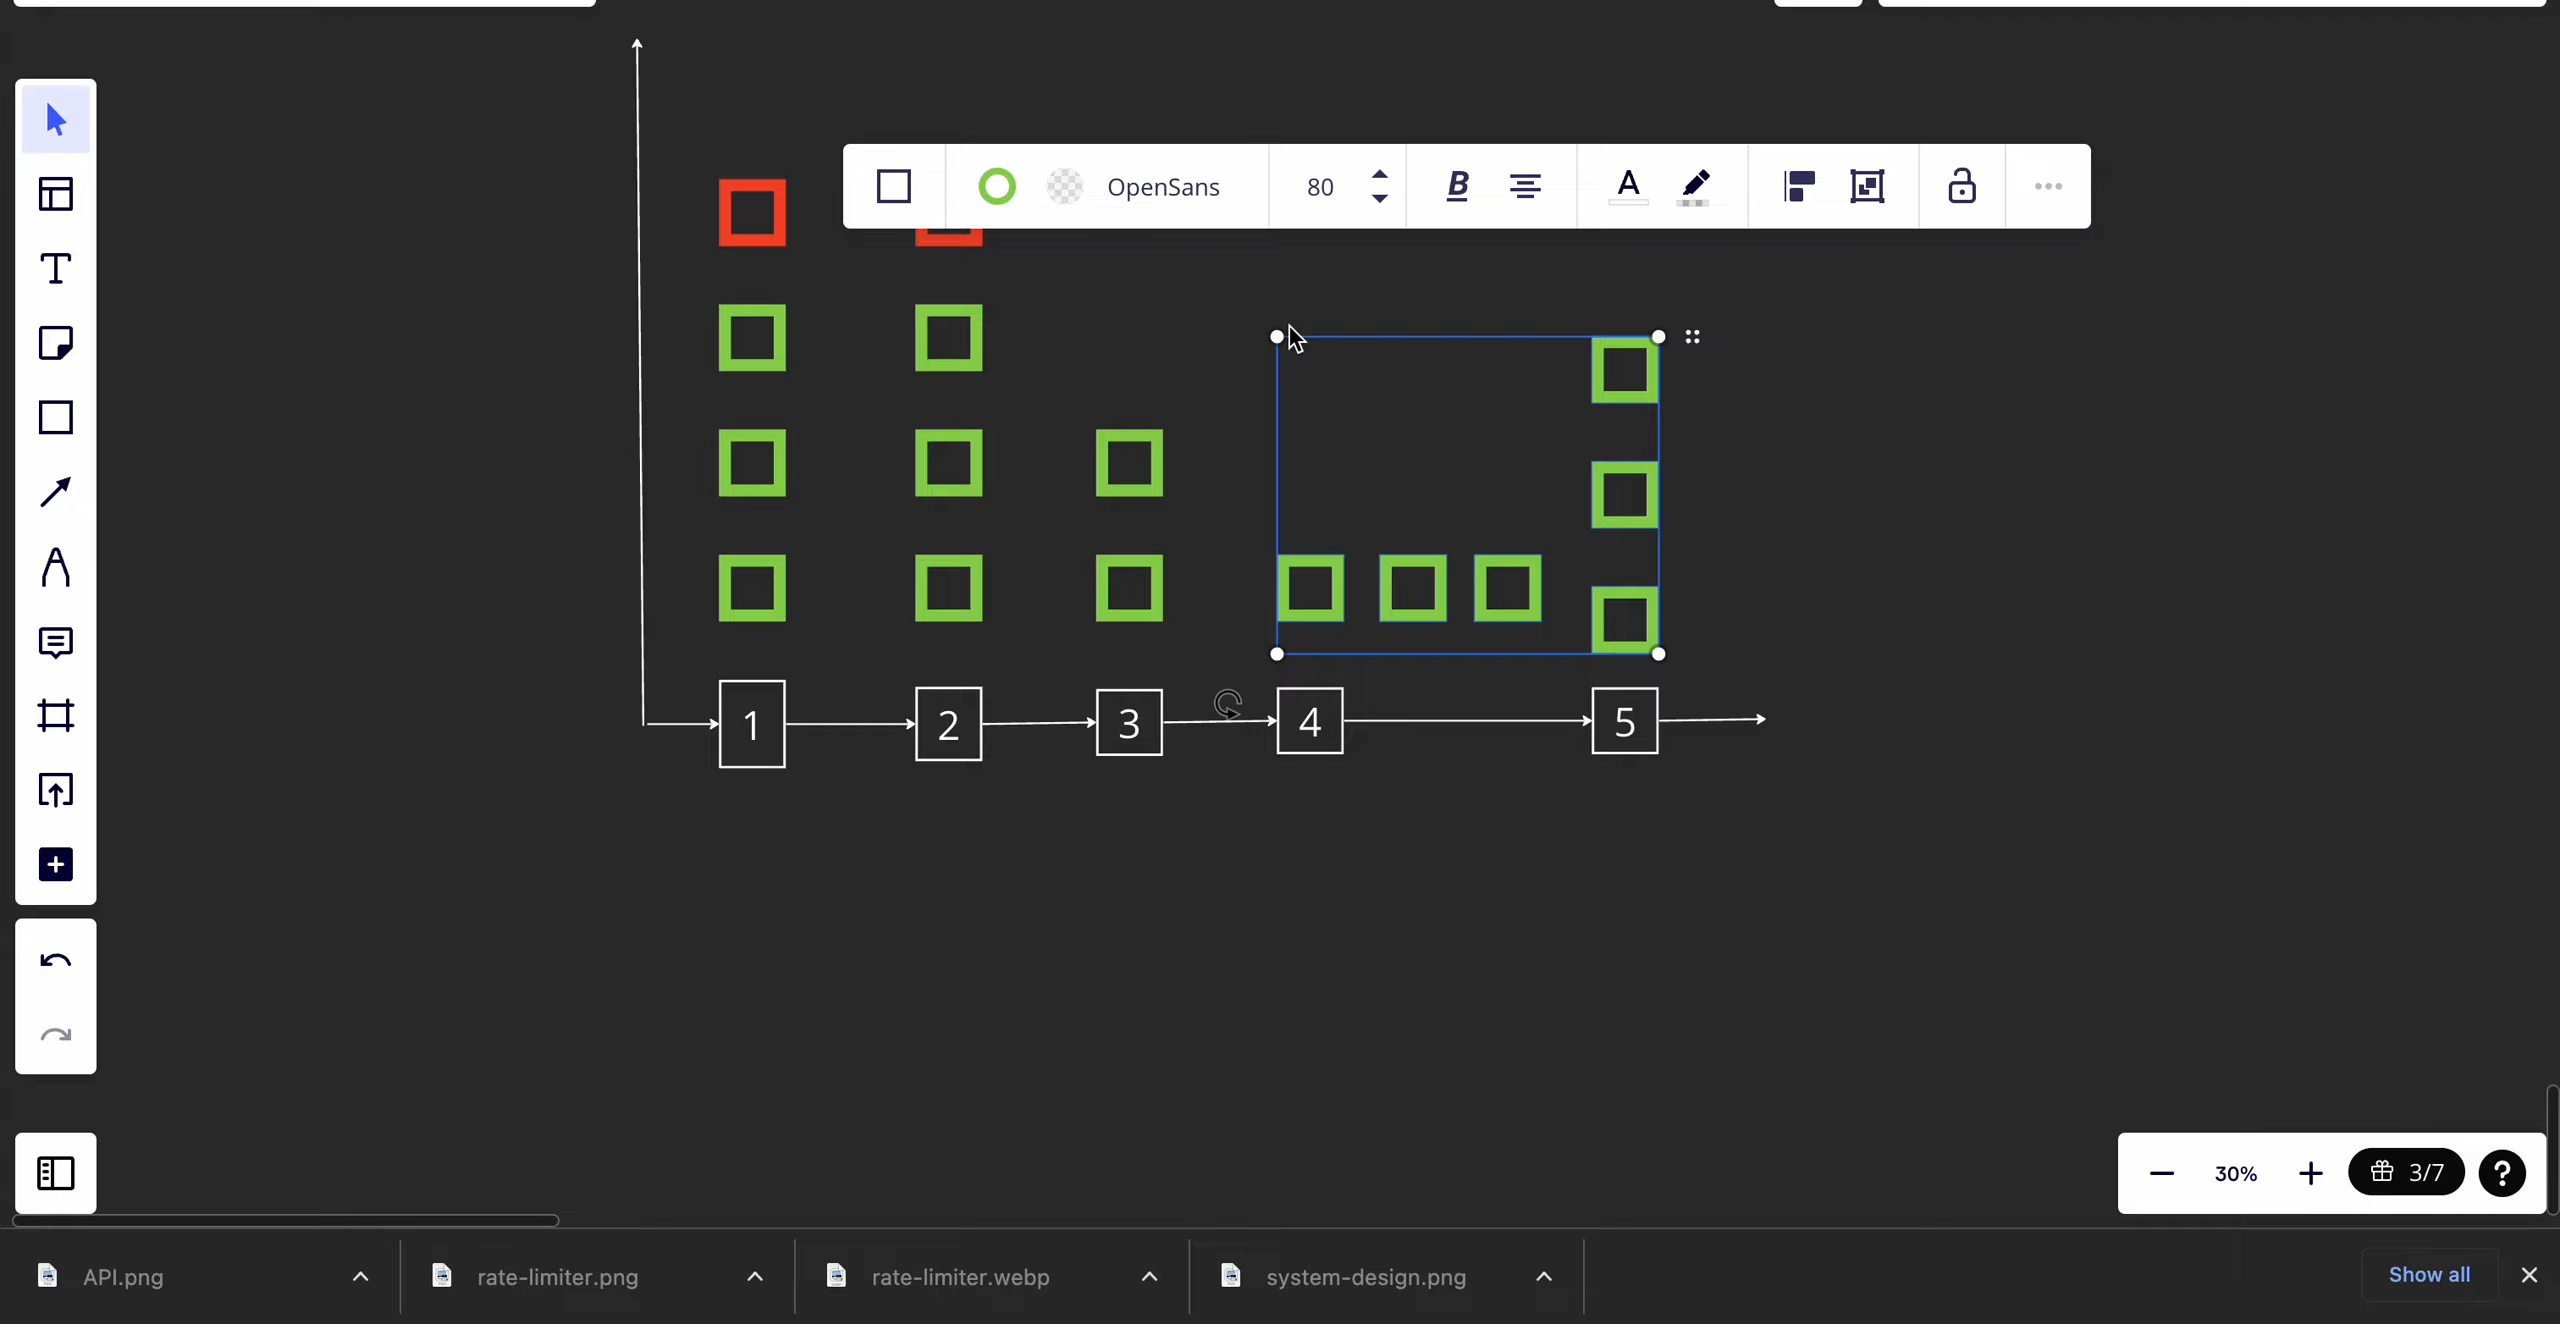 OpenSans 80 B A
1 2 3 4 5
30% 3/7 ?
API.png rate-limiter.png rate-limiter.webp system-design.png Show all